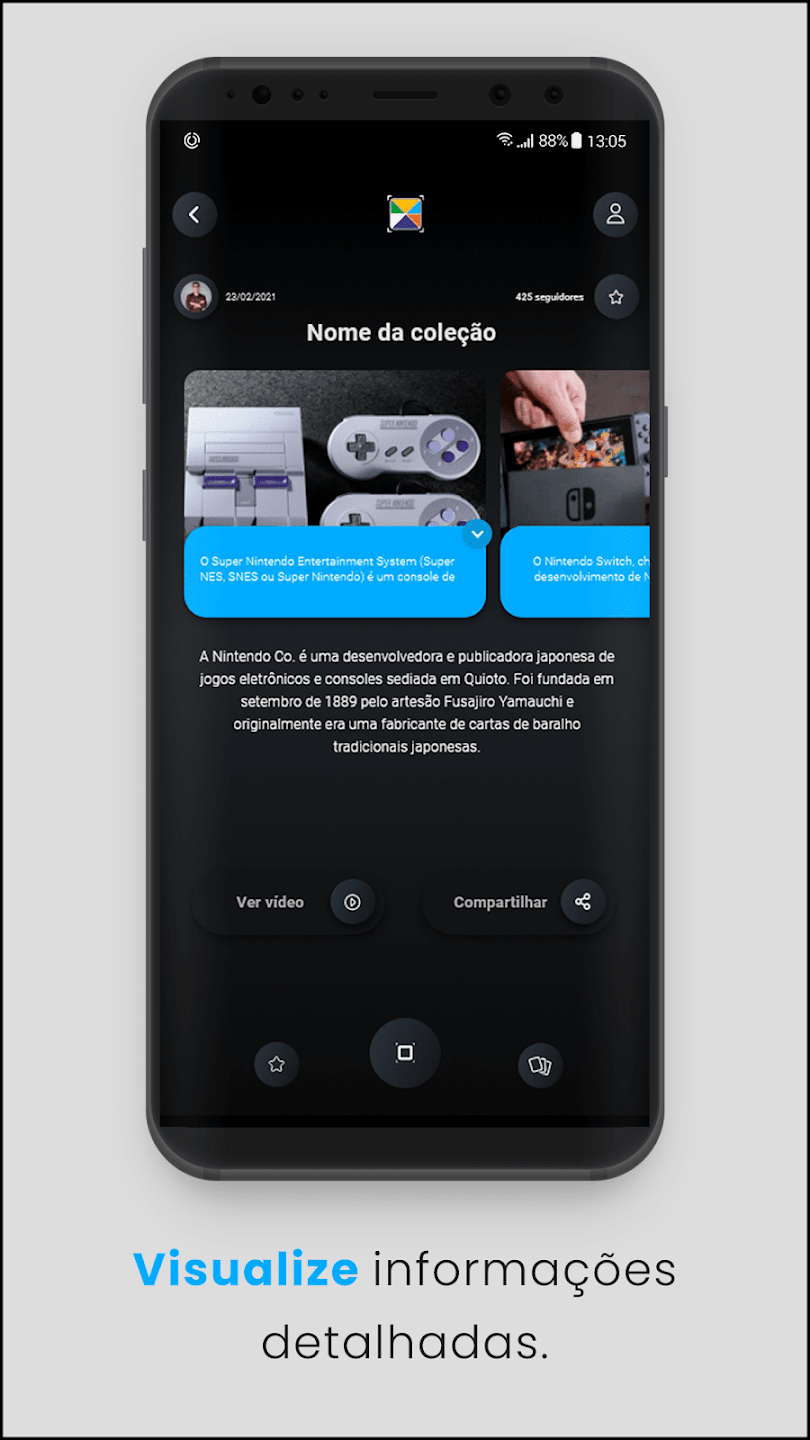 88% 13:05
23/02/2021
425 seguidores
Nome da coleção
SUPER NINTENDO
O Super Nintendo Entertainment System (Super
NES, SNES ou Super Nintendo) é um console de
O Nintendo Switch, ch
desenvolvimento de N
A Nintendo Co. é uma desenvolvedora e publicadora japonesa de
jogos eletrônicos e consoles sediada em Quioto. Foi fundada em
setembro de 1889 pelo artesão Fusajiro Yamauchi e
originalmente era uma fabricante de cartas de baralho
tradicionais japonesas.
Ver vídeo
Compartilhar
Visualize informações
detalhadas.